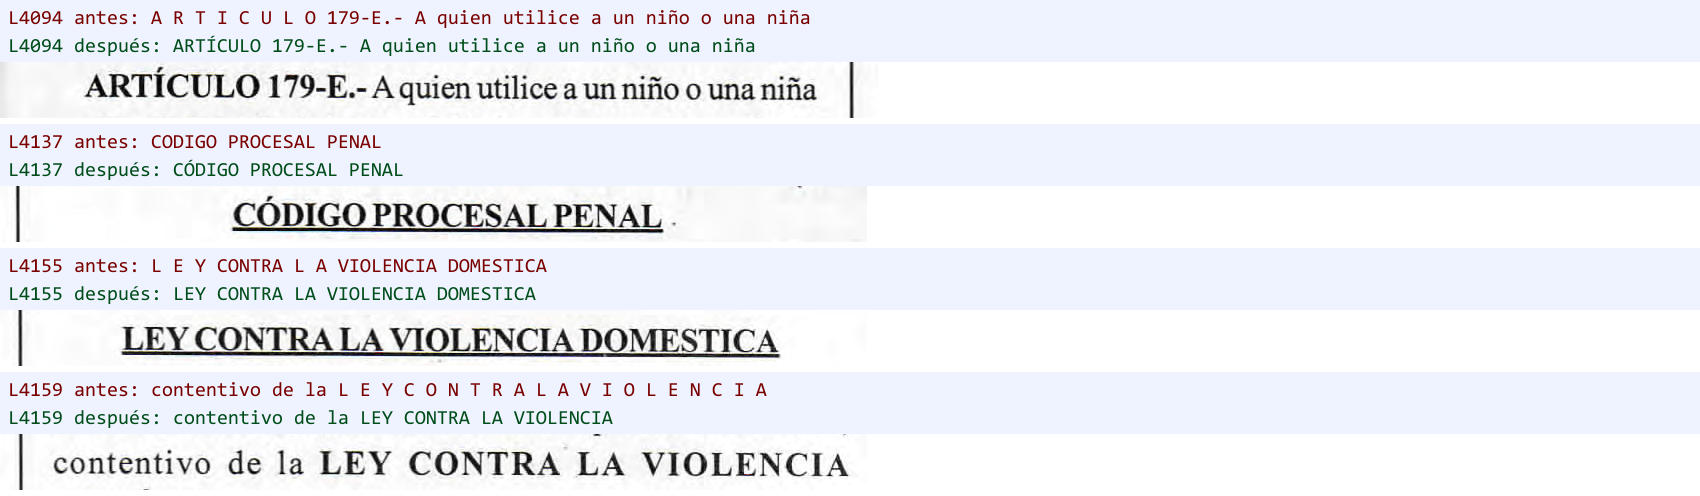 L4094 antes: A R T I C U L O 179-E.- A quien utilice a un niño o una niña
L4094 después: ARTÍCULO 179-E.- A quien utilice a un niño o una niña
ARTÍCULO 179-E.- A quien utilice a un niño o una niña
L4137 antes: CODIGO PROCESAL PENAL
L4137 después: CÓDIGO PROCESAL PENAL
CÓDIGO PROCESAL PENAL
L4155 antes: L E Y CONTRA L A VIOLENCIA DOMESTICA
L4155 después: LEY CONTRA LA VIOLENCIA DOMESTICA
LEY CONTRA LA VIOLENCIA DOMESTICA
L4159 antes: contentivo de la L E Y C O N T R A L A V I O L E N C I A
L4159 después: contentivo de la LEY CONTRA LA VIOLENCIA
contentivo de la LEY CONTRA LA VIOLENCIA